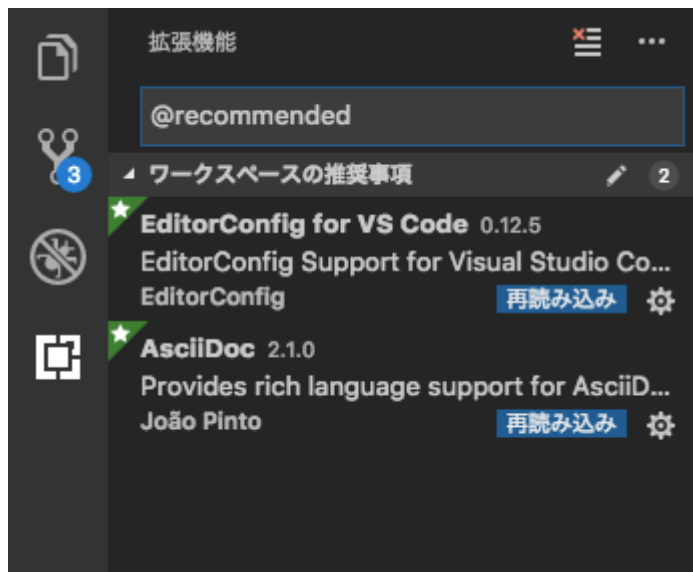 拡張機能
@recommended
3
ワークスペースの推奨事項 2
EditorConfig for VS Code 0.12.5
EditorConfig Support for Visual Studio Co...
EditorConfig 再読み込み
AsciiDoc 2.1.0
Provides rich language support for AsciiD...
João Pinto 再読み込み